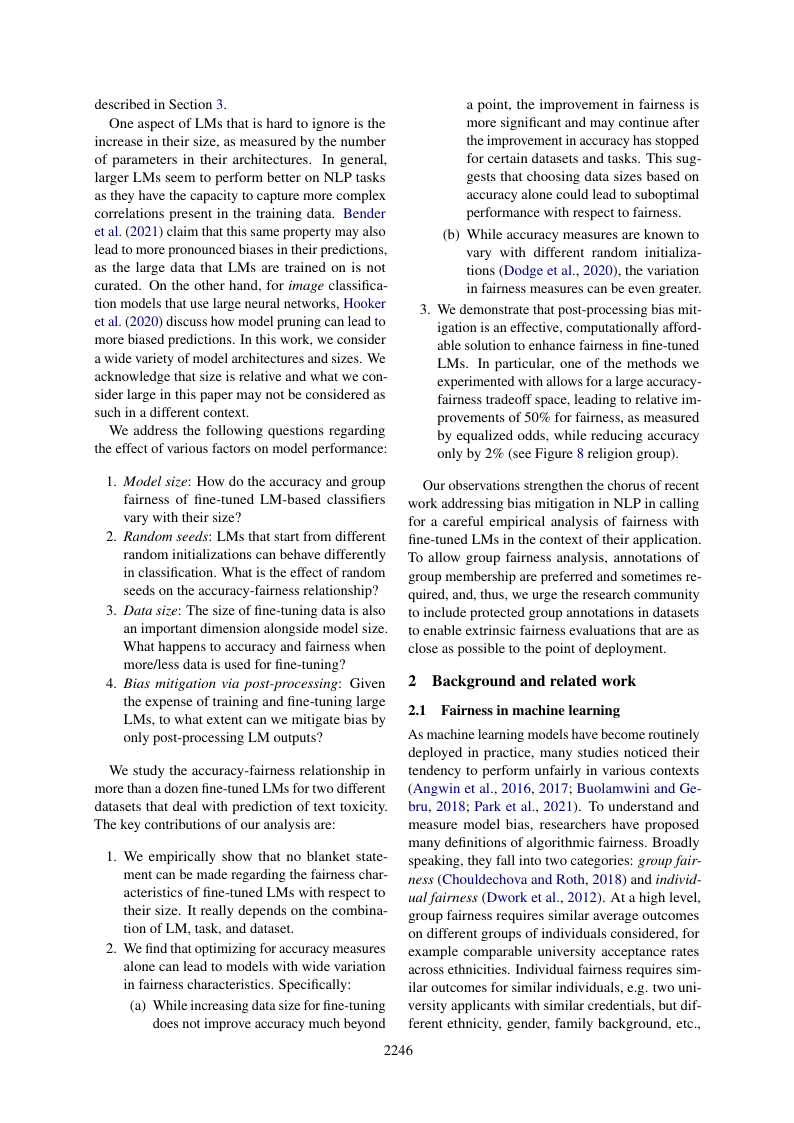 described in Section 3.
One aspect of LMs that is hard to ignore is the
increase in their size, as measured by the number
of parameters in their architectures. In general,
larger LMs seem to perform better on NLP tasks
as they have the capacity to capture more complex
correlations present in the training data. Bender
et al. (2021) claim that this same property may also
lead to more pronounced biases in their predictions,
as the large data that LMs are trained on is not
curated. On the other hand, for image classifica-
tion models that use large neural networks, Hooker
et al. (2020) discuss how model pruning can lead to
more biased predictions. In this work, we consider
a wide variety of model architectures and sizes. We
acknowledge that size is relative and what we con-
sider large in this paper may not be considered as
such in a different context.
We address the following questions regarding
the effect of various factors on model performance:
1. Model size: How do the accuracy and group
fairness of fine-tuned LM-based classifiers
vary with their size?
2. Random seeds: LMs that start from different
random initializations can behave differently
in classification. What is the effect of random
seeds on the accuracy-fairness relationship?
3. Data size: The size of fine-tuning data is also
an important dimension alongside model size.
What happens to accuracy and fairness when
more/less data is used for fine-tuning?
4. Bias mitigation via post-processing: Given
the expense of training and fine-tuning large
LMs, to what extent can we mitigate bias by
only post-processing LM outputs?
We study the accuracy-fairness relationship in
more than a dozen fine-tuned LMs for two different
datasets that deal with prediction of text toxicity.
The key contributions of our analysis are:
1. We empirically show that no blanket state-
ment can be made regarding the fairness char-
acteristics of fine-tuned LMs with respect to
their size. It really depends on the combina-
tion of LM, task, and dataset.
2. We find that optimizing for accuracy measures
alone can lead to models with wide variation
in fairness characteristics. Specifically:
(a) While increasing data size for fine-tuning
does not improve accuracy much beyond
a point, the improvement in fairness is
more significant and may continue after
the improvement in accuracy has stopped
for certain datasets and tasks. This sug-
gests that choosing data sizes based on
accuracy alone could lead to suboptimal
performance with respect to fairness.
(b) While accuracy measures are known to
vary with different random initializa-
tions (Dodge et al., 2020), the variation
in fairness measures can be even greater.
3. We demonstrate that post-processing bias mit-
igation is an effective, computationally afford-
able solution to enhance fairness in fine-tuned
LMs. In particular, one of the methods we
experimented with allows for a large accuracy-
fairness tradeoff space, leading to relative im-
provements of 50% for fairness, as measured
by equalized odds, while reducing accuracy
only by 2% (see Figure 8 religion group).
Our observations strengthen the chorus of recent
work addressing bias mitigation in NLP in calling
for a careful empirical analysis of fairness with
fine-tuned LMs in the context of their application.
To allow group fairness analysis, annotations of
group membership are preferred and sometimes re-
quired, and, thus, we urge the research community
to include protected group annotations in datasets
to enable extrinsic fairness evaluations that are as
close as possible to the point of deployment.
2 Background and related work
2.1 Fairness in machine learning
As machine learning models have become routinely
deployed in practice, many studies noticed their
tendency to perform unfairly in various contexts
(Angwin et al., 2016, 2017; Buolamwini and Ge-
bru, 2018; Park et al., 2021). To understand and
measure model bias, researchers have proposed
many definitions of algorithmic fairness. Broadly
speaking, they fall into two categories: group fair-
ness (Chouldechova and Roth, 2018) and individ-
ual fairness (Dwork et al., 2012). At a high level,
group fairness requires similar average outcomes
on different groups of individuals considered, for
example comparable university acceptance rates
across ethnicities. Individual fairness requires sim-
ilar outcomes for similar individuals, e.g. two uni-
versity applicants with similar credentials, but dif-
ferent ethnicity, gender, family background, etc.,
2246